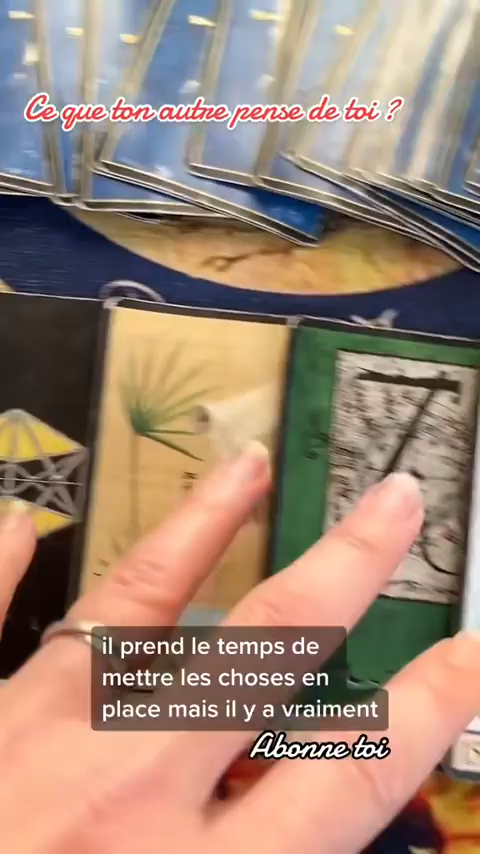 Ce que ton autre pense de toi ?
il prend le temps de
mettre les choses en
place mais il y a vraiment
Abonne toi